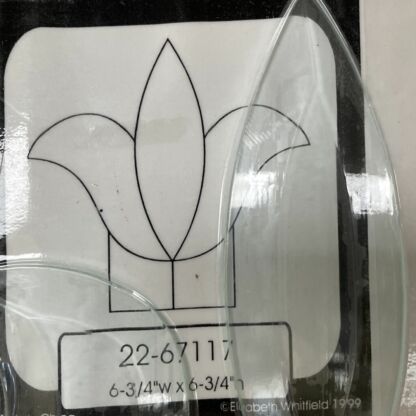 22-67117
6-3/4"w x 6-3/4"h
© Elizabeth Whitfield 1999